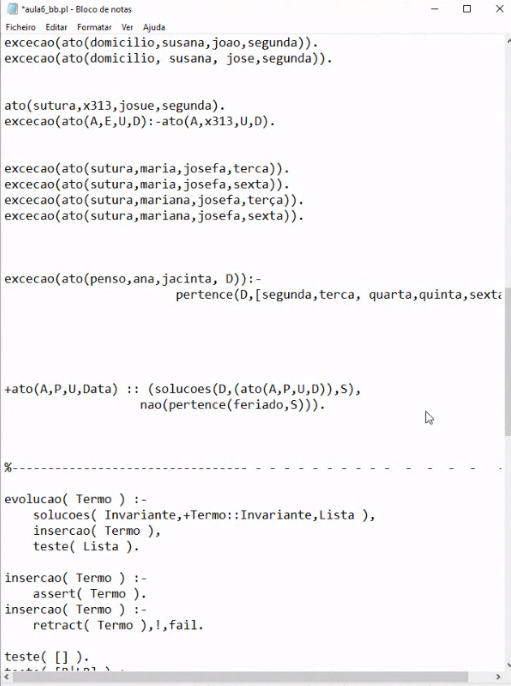 *aula6_bb.pl - Bloco de notas
Ficheiro Editar Formatar Ver Ajuda
excecao(ato(domicilio,susana,joao,segunda)).
excecao(ato(domicilio, susana, jose,segunda)).
ato(sutura,x313,josue,segunda).
excecao(ato(A,E,U,D):-ato(A,x313,U,D).
excecao(ato(sutura,maria,josefa,terca)).
excecao(ato(sutura,maria,josefa,sexta)).
excecao(ato(sutura,mariana,josefa,terça)).
excecao(ato(sutura,mariana,josefa,sexta)).
excecao(ato(penso,ana,jacinta, D)):-
pertence(D,[segunda,terca, quarta,quinta,sexta
+ato(A,P,U,Data) :: (solucoes(D,(ato(A,P,U,D)),S),
nao(pertence(feriado,S))).
%--------------------------------- - - - - - - - - - - - - - - -
evolucao( Termo ) :-
solucoes( Invariante,+Termo::Invariante,Lista ),
insercao( Termo ),
teste( Lista ).
insercao( Termo ) :-
assert( Termo ).
insercao( Termo ) :-
retract( Termo ),!,fail.
teste( [] ).